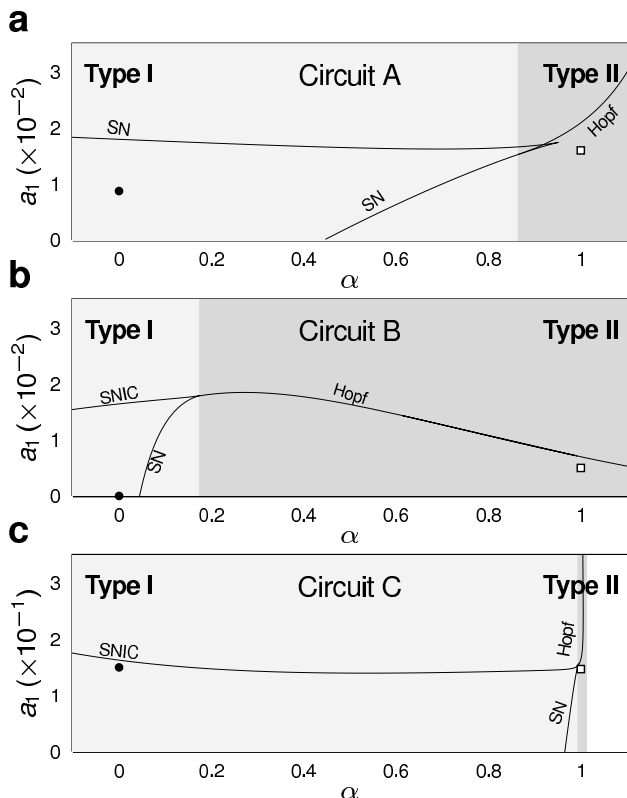 a
Type I Circuit A Type II
3
2
1
0
a₁ (×10⁻²)
SN
SN
Hopf
0 0.2 0.4 0.6 0.8 1
α
b
Type I Circuit B Type II
3
2
1
0
a₁ (×10⁻²)
SNIC
SN
Hopf
0 0.2 0.4 0.6 0.8 1
α
c
Type I Circuit C Type II
3
2
1
0
a₁ (×10⁻¹)
SNIC
Hopf
SN
0 0.2 0.4 0.6 0.8 1
α